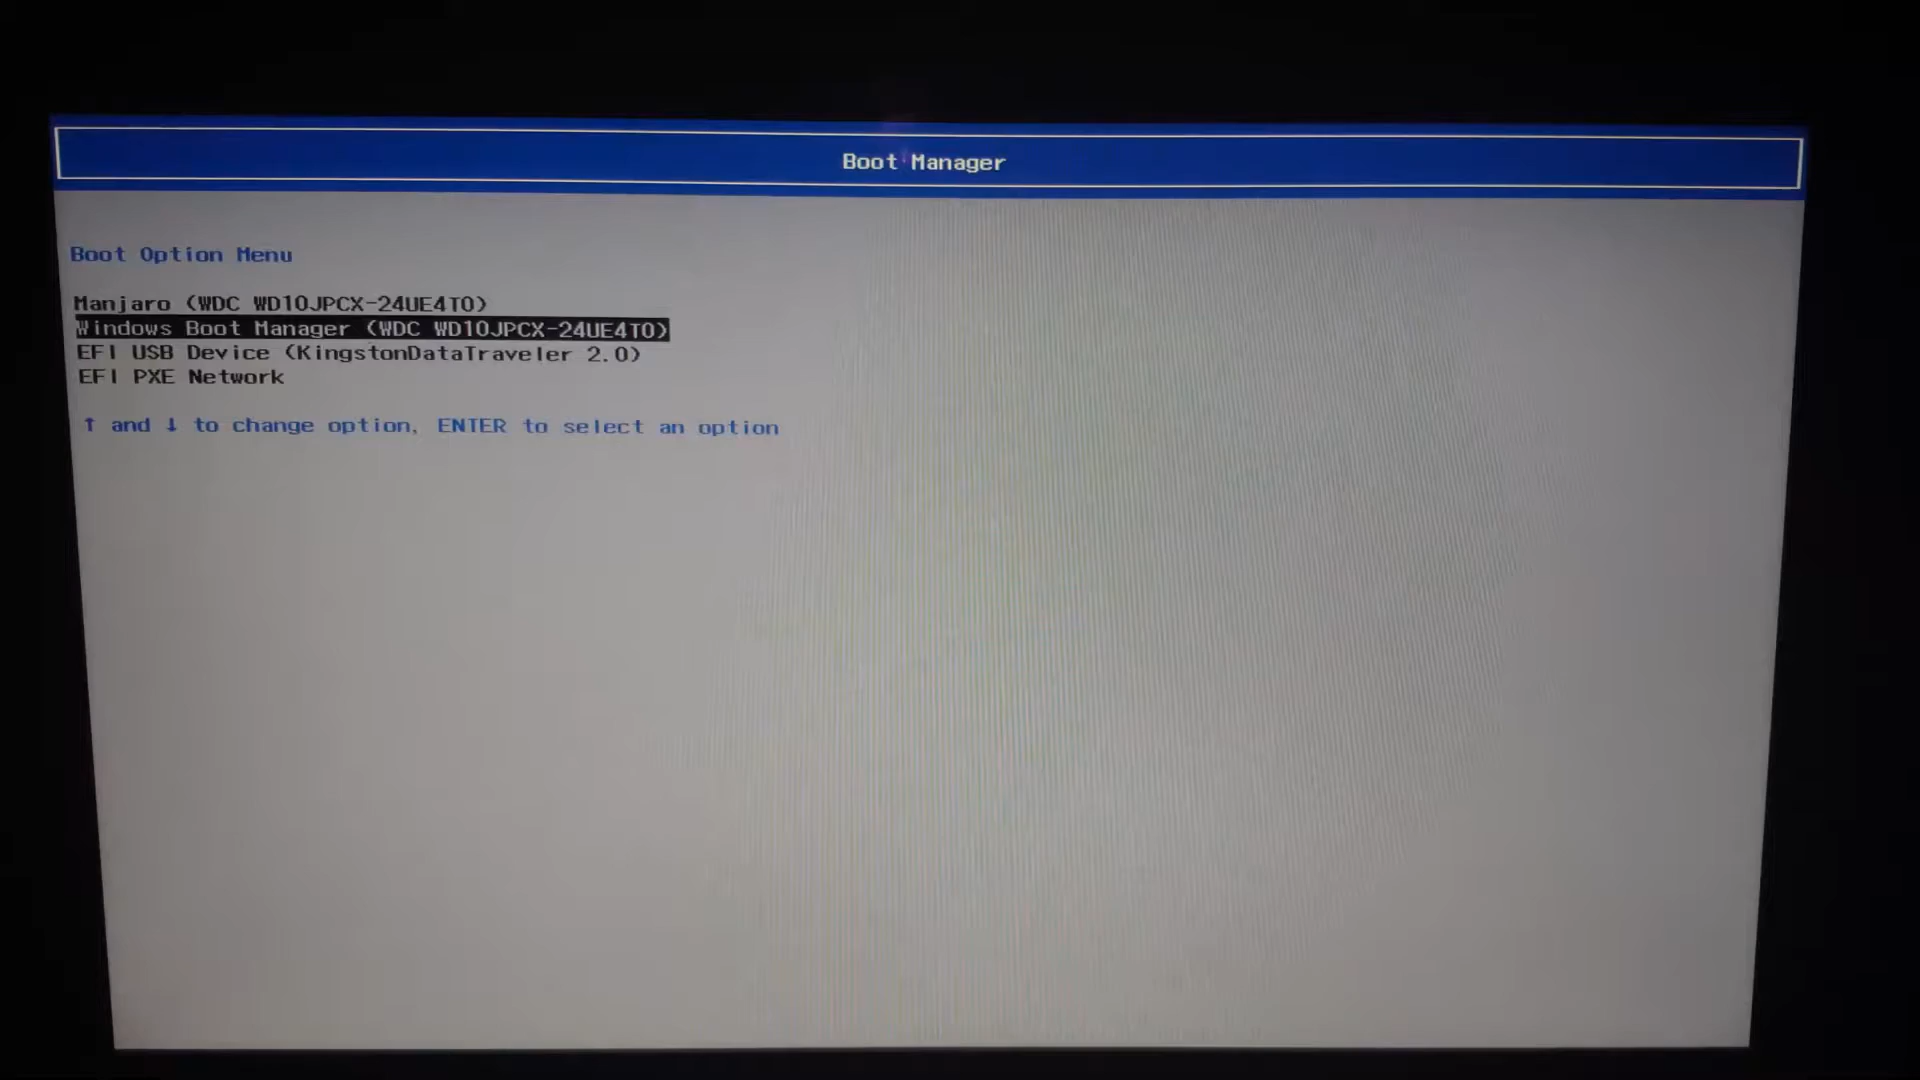 Boot Manager
Boot Option Menu
Manjaro (WDC WD10JPCX-24UE4T0)
Windows Boot Manager (WDC WD10JPCX-24UE4T0)
EFI USB Device (KingstonDataTraveler 2.0)
EFI PXE Network
↑ and ↓ to change option, ENTER to select an option